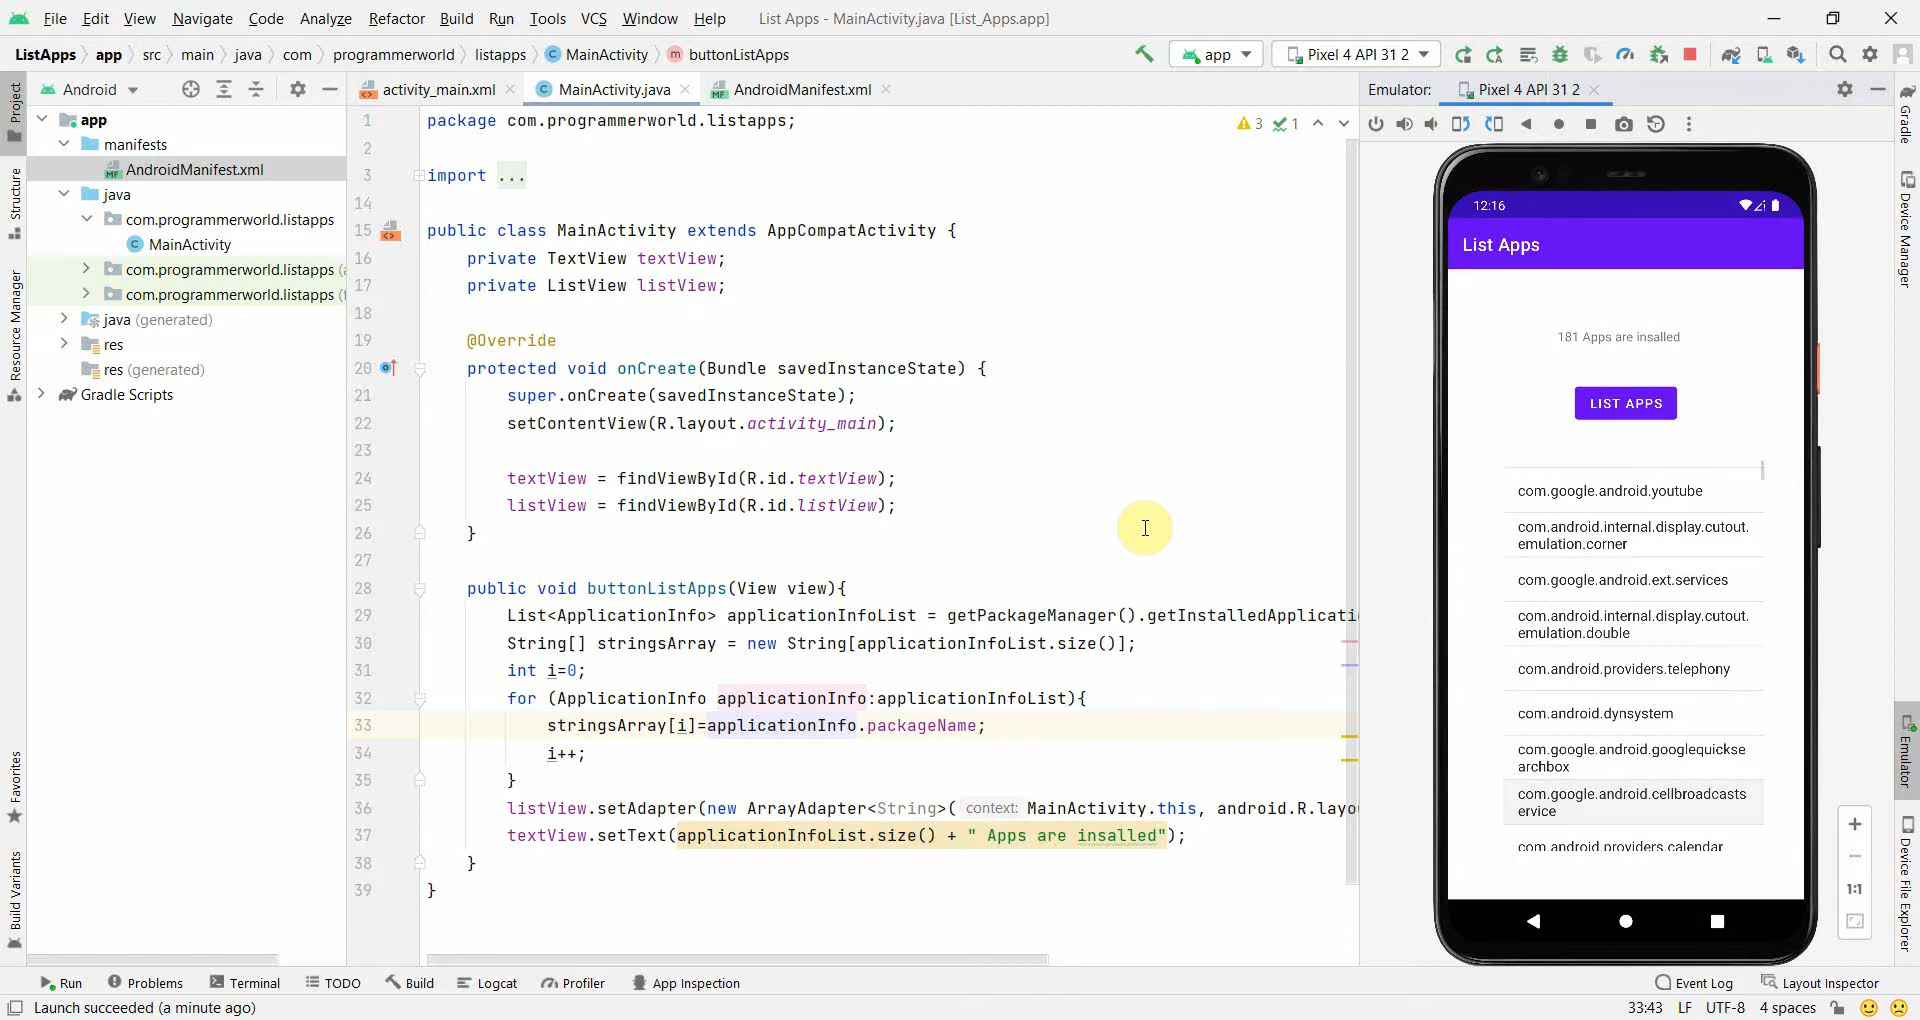 File Edit View Navigate Code Analyze Refactor Build Run Tools VCS Window Help List Apps - MainActivity.java [List_Apps.app]
ListApps app src main java com programmerworld listapps MainActivity buttonListApps app Pixel 4 API 31 2
Project
Android
activity_main.xml MainActivity.java AndroidManifest.xml
Emulator: Pixel 4 API 31 2
Gradle
Device Manager
Emulator
Device File Explorer
Structure
Resource Manager
Favorites
Build Variants
app
manifests
AndroidManifest.xml
java
com.programmerworld.listapps
MainActivity
com.programmerworld.listapps (
com.programmerworld.listapps (
java (generated)
res
res (generated)
Gradle Scripts
3 1
1 package com.programmerworld.listapps;
2
3 import ...
14
15 public class MainActivity extends AppCompatActivity {
16 private TextView textView;
17 private ListView listView;
18
19 @Override
20 protected void onCreate(Bundle savedInstanceState) {
21 super.onCreate(savedInstanceState);
22 setContentView(R.layout.activity_main);
23
24 textView = findViewById(R.id.textView);
25 listView = findViewById(R.id.listView);
26 }
27
28 public void buttonListApps(View view){
29 List<ApplicationInfo> applicationInfoList = getPackageManager().getInstalledApplicati
30 String[] stringsArray = new String[applicationInfoList.size()];
31 int i=0;
32 for (ApplicationInfo applicationInfo:applicationInfoList){
33 stringsArray[i]=applicationInfo.packageName;
34 i++;
35 }
36 listView.setAdapter(new ArrayAdapter<String>( context: MainActivity.this, android.R.layo
37 textView.setText(applicationInfoList.size() + " Apps are insalled");
38 }
39 }
12:16
List Apps
181 Apps are insalled
LIST APPS
com.google.android.youtube
com.android.internal.display.cutout.
emulation.corner
com.google.android.ext.services
com.android.internal.display.cutout.
emulation.double
com.android.providers.telephony
com.android.dynsystem
com.google.android.googlequickse
archbox
com.google.android.cellbroadcasts
ervice
com.android.providers.calendar
1:1
Run Problems Terminal TODO Build Logcat Profiler App Inspection Event Log Layout Inspector
Launch succeeded (a minute ago) 33:43 LF UTF-8 4 spaces